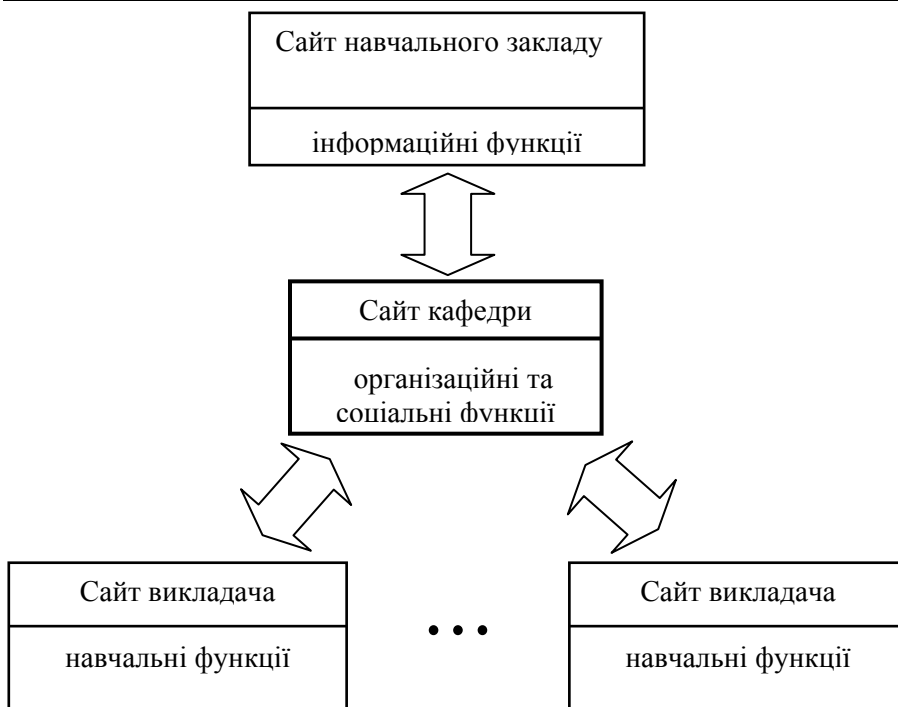 Сайт навчального закладу
інформаційні функції
Сайт кафедри
організаційні та
соціальні функції
Сайт викладача
навчальні функції
...
Сайт викладача
навчальні функції